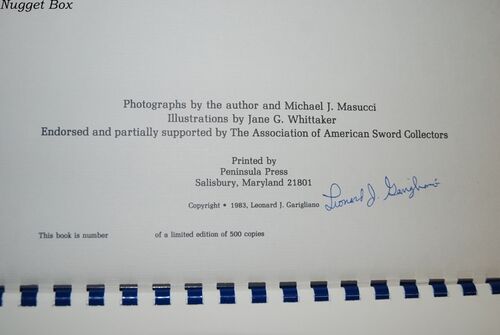 Nugget Box
Photographs by the author and Michael J. Masucci
Illustrations by Jane G. Whittaker
Endorsed and partially supported by The Association of American Sword Collectors
Printed by
Peninsula Press
Salisbury, Maryland 21801
Copyright • 1983, Leonard J. Garigliano
Leonard J. Garigliano
This book is number of a limited edition of 500 copies